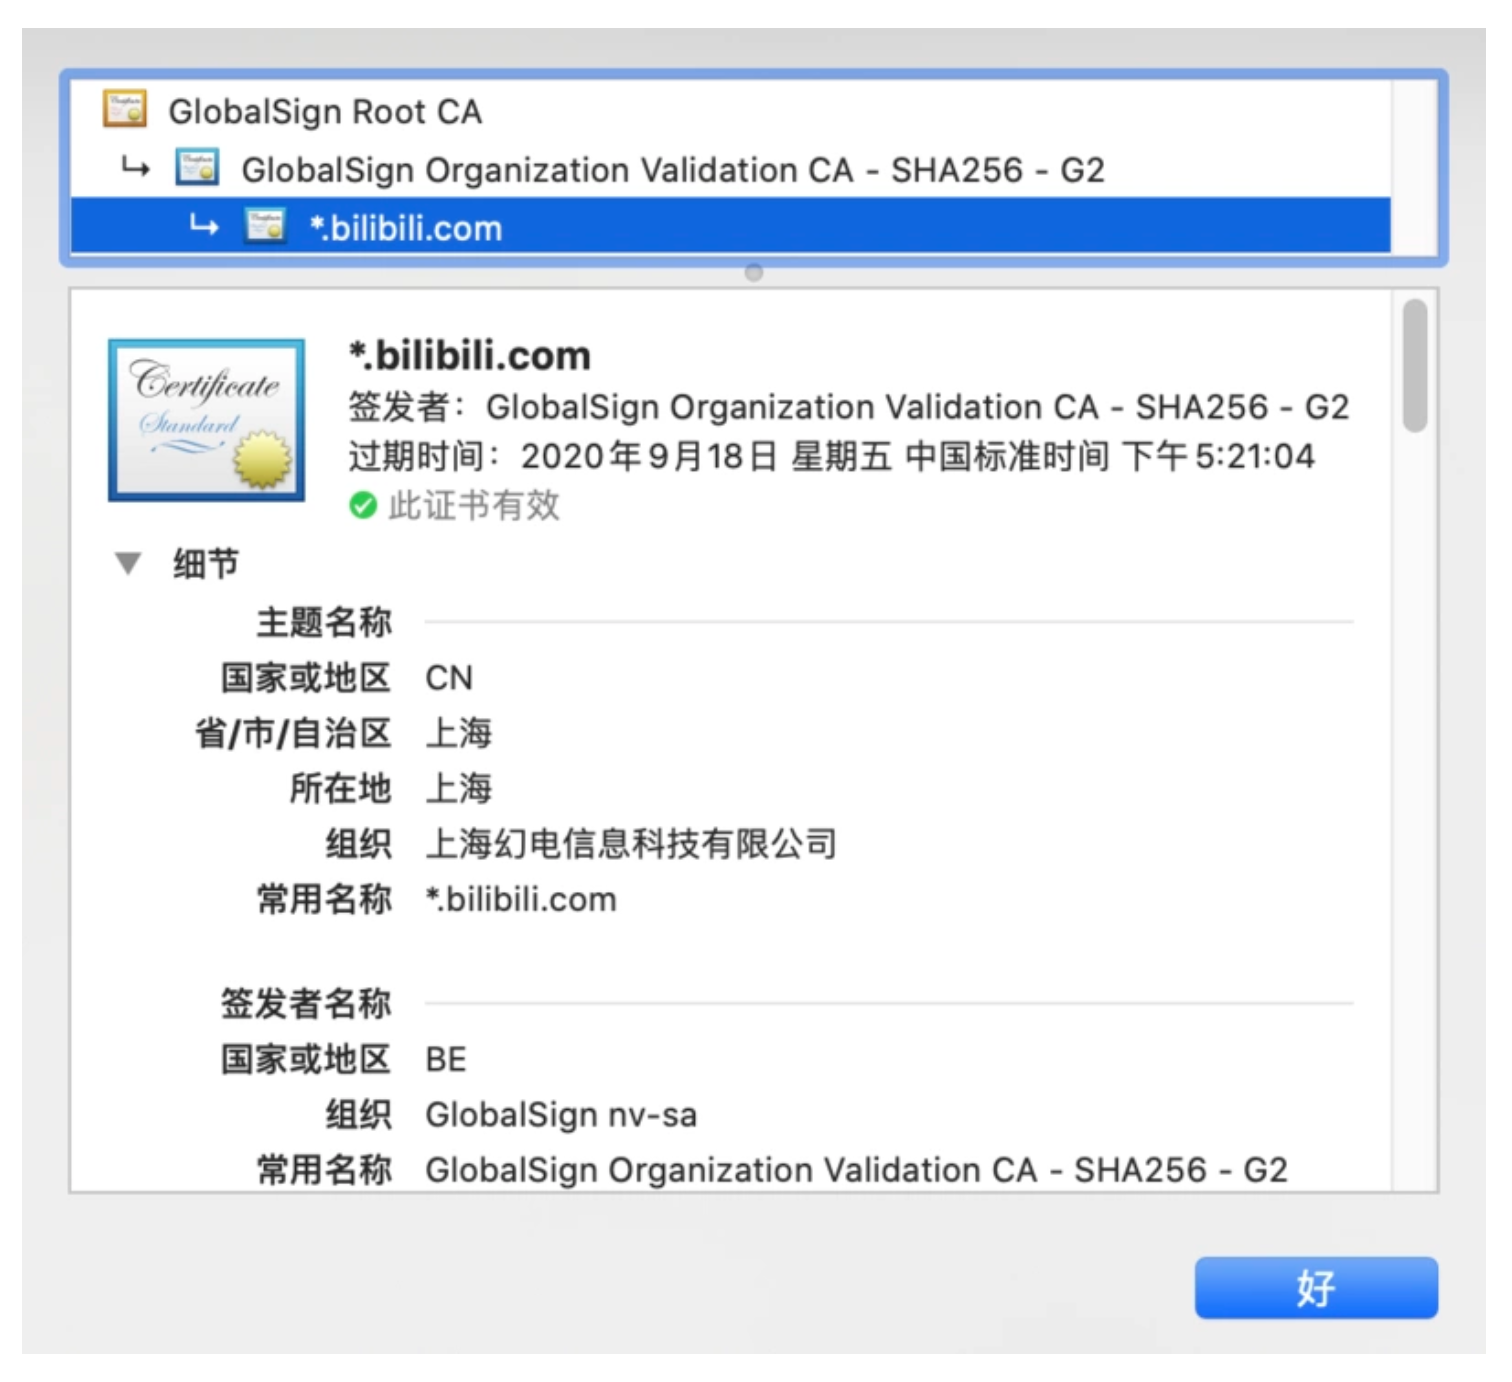 GlobalSign Root CA
GlobalSign Organization Validation CA - SHA256 - G2
*.bilibili.com
Certificate
Standard
*.bilibili.com
签发者：GlobalSign Organization Validation CA - SHA256 - G2
过期时间：2020年9月18日 星期五 中国标准时间 下午5:21:04
此证书有效
细节
主题名称
国家或地区 CN
省/市/自治区 上海
所在地 上海
组织 上海幻电信息科技有限公司
常用名称 *.bilibili.com
签发者名称
国家或地区 BE
组织 GlobalSign nv-sa
常用名称 GlobalSign Organization Validation CA - SHA256 - G2
好